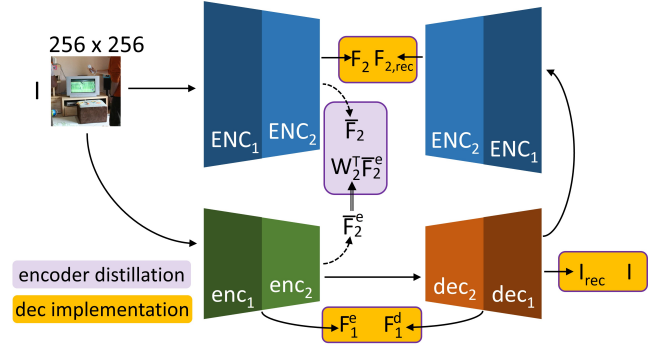 256 x 256
I
ENC₁ ENC₂
F₂ F₂,rec
ENC₂ ENC₁
F̅₂
W₂ᵀF̅₂ᵉ
F̅₂ᵉ
encoder distillation
dec implementation
enc₁ enc₂
dec₂ dec₁
I_rec I
F₁ᵉ F₁ᵈ